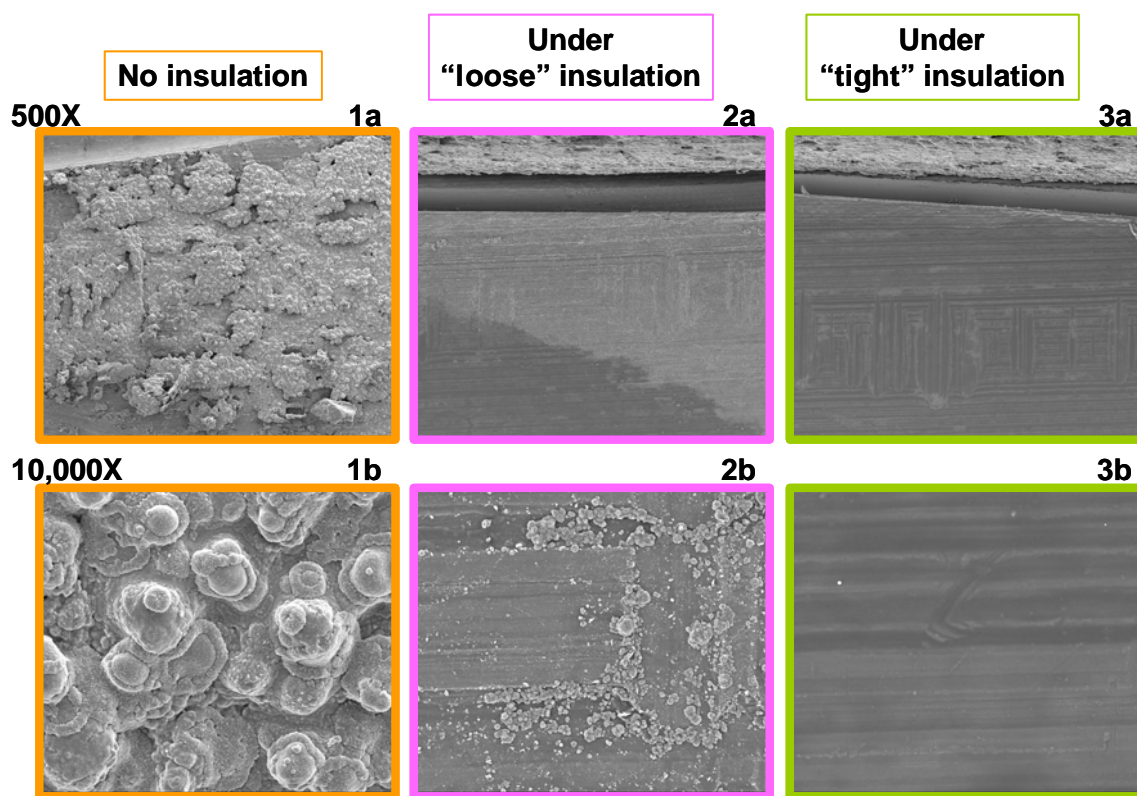 No insulation
Under
“loose” insulation
Under
“tight” insulation
500X
1a
2a
3a
10,000X
1b
2b
3b